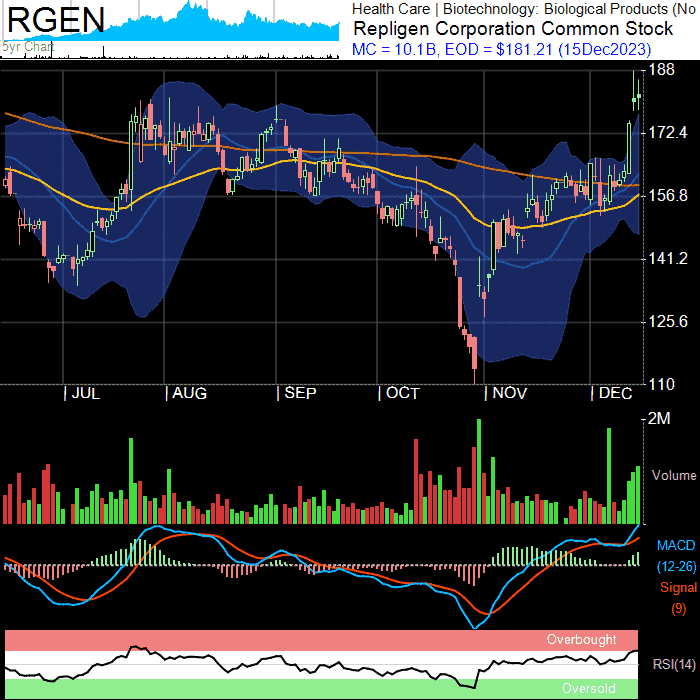 RGEN
5yr Chart
Health Care | Biotechnology: Biological Products (No
Repligen Corporation Common Stock
MC = 10.1B, EOD = $181.21 (15Dec2023)
188
172.4
156.8
141.2
125.6
110
| JUL | AUG | SEP | OCT | NOV | DEC
2M
Volume
MACD
(12-26)
Signal
(9)
Overbought
RSI(14)
Oversold